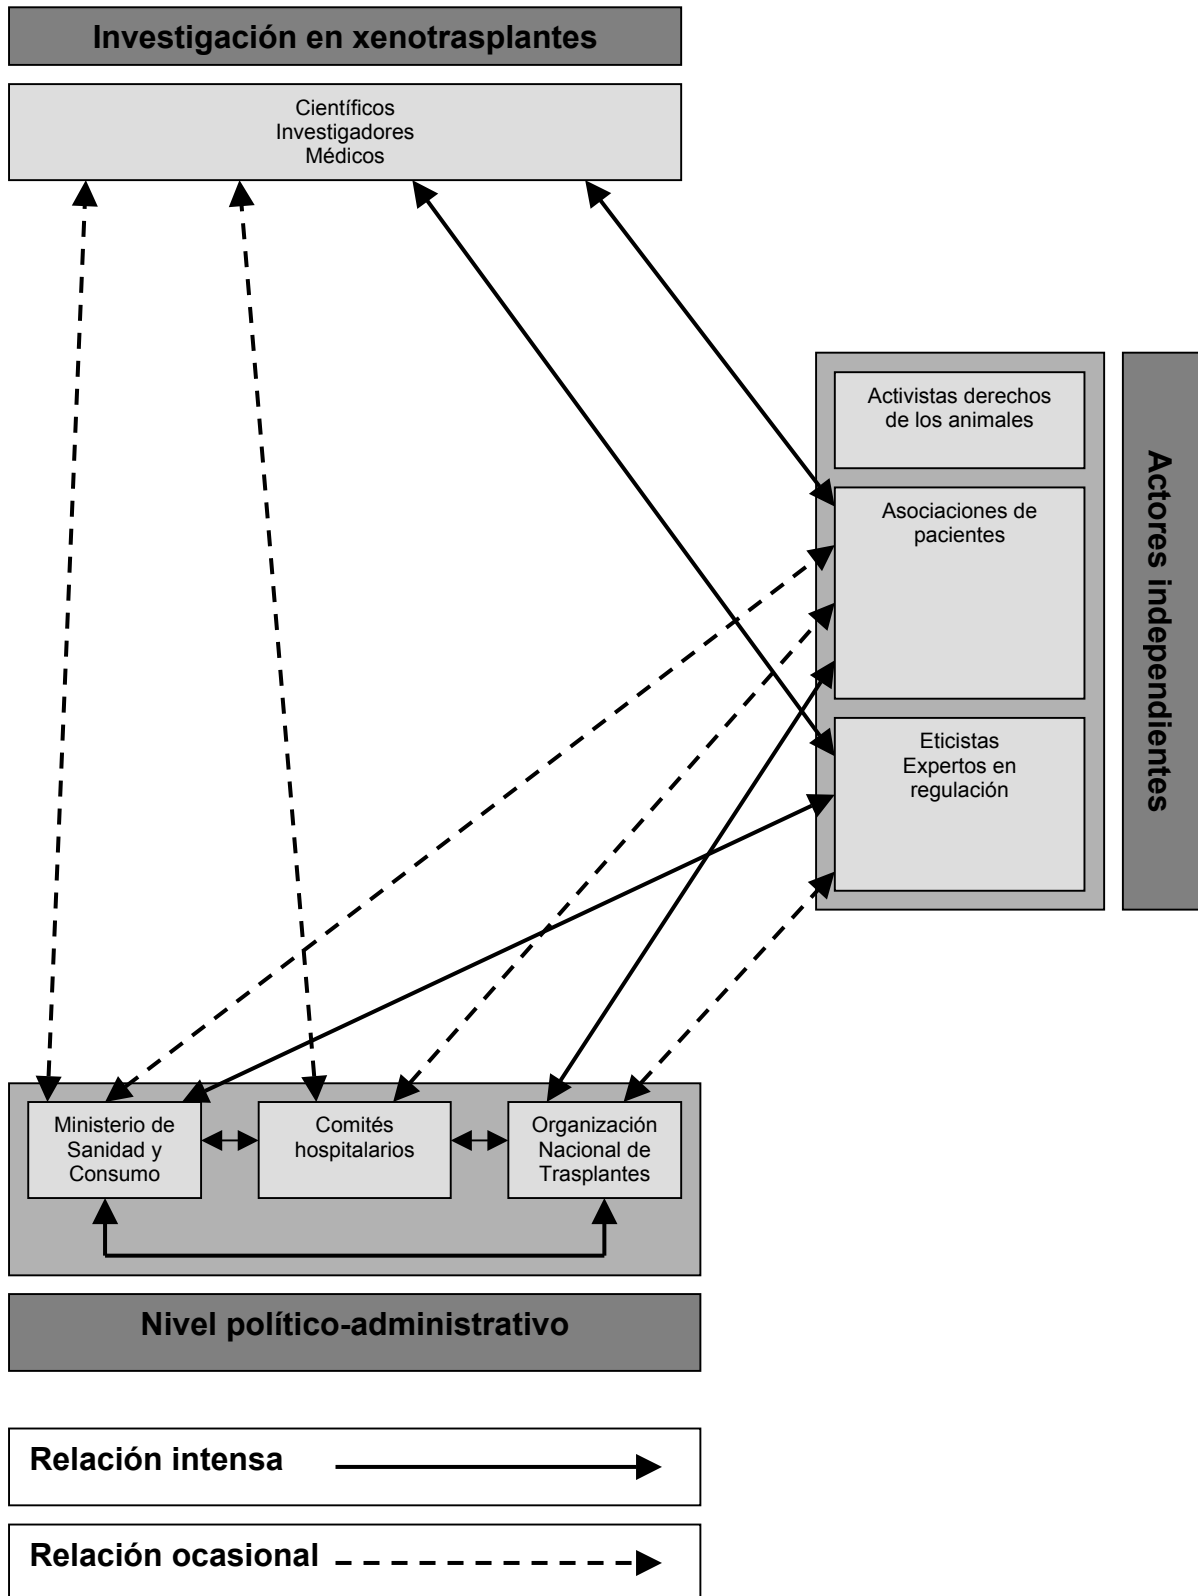 Investigación en xenotrasplantes
Científicos
Investigadores
Médicos
Activistas derechos
de los animales
Asociaciones de
pacientes
Eticistas
Expertos en
regulación
Actores independientes
Ministerio de
Sanidad y
Consumo
Comités
hospitalarios
Organización
Nacional de
Trasplantes
Nivel político-administrativo
Relación intensa
Relación ocasional